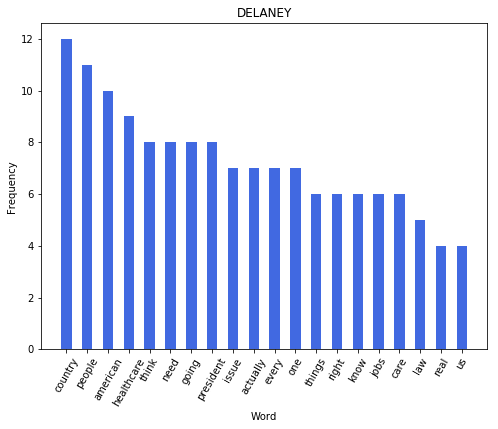 DELANEY
Frequency
12
10
8
6
4
2
0
country
people
american
healthcare
think
need
going
president
issue
actually
every
one
things
right
know
jobs
care
law
real
us
Word